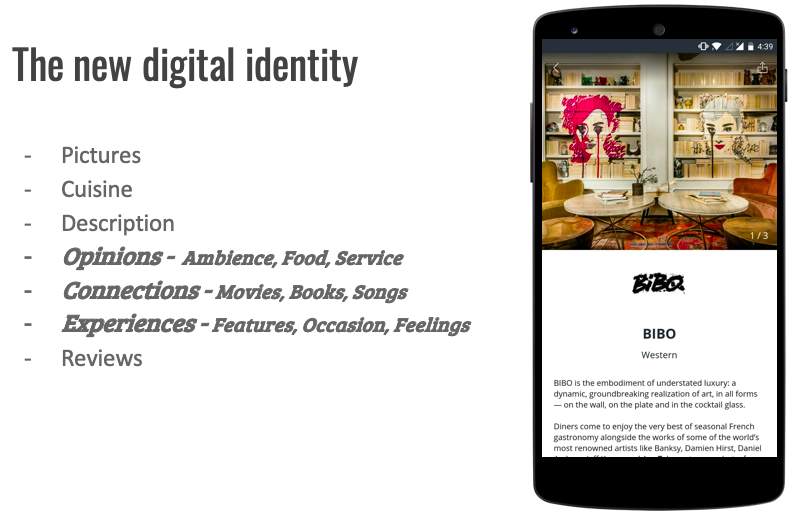 The new digital identity
- Pictures
- Cuisine
- Description
- Opinions - Ambience, Food, Service
- Connections - Movies, Books, Songs
- Experiences - Features, Occasion, Feelings
- Reviews
4:39
1 / 3
BiBO
BIBO
Western
BIBO is the embodiment of understated luxury: a
dynamic, groundbreaking realization of art, in all forms
— on the wall, on the plate and in the cocktail glass.
Diners come to enjoy the very best of seasonal French
gastronomy alongside the works of some of the world's
most renowned artists like Banksy, Damien Hirst, Daniel